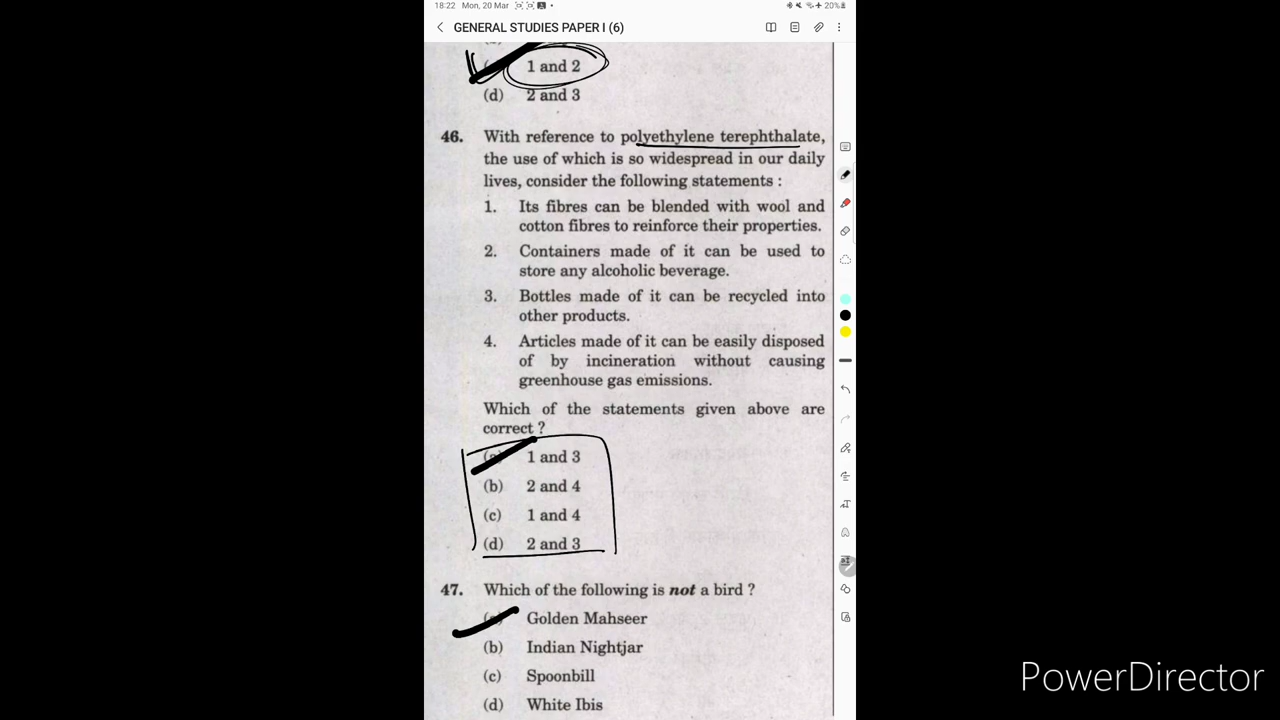 18:22 Mon, 20 Mar
20%
GENERAL STUDIES PAPER I (6)
1 and 2
(d) 2 and 3
46. With reference to polyethylene terephthalate,
the use of which is so widespread in our daily
lives, consider the following statements :
1. Its fibres can be blended with wool and
cotton fibres to reinforce their properties.
2. Containers made of it can be used to
store any alcoholic beverage.
3. Bottles made of it can be recycled into
other products.
4. Articles made of it can be easily disposed
of by incineration without causing
greenhouse gas emissions.
Which of the statements given above are
correct ?
(a) 1 and 3
(b) 2 and 4
(c) 1 and 4
(d) 2 and 3
47. Which of the following is not a bird ?
(a) Golden Mahseer
(b) Indian Nightjar
(c) Spoonbill
(d) White Ibis
PowerDirector